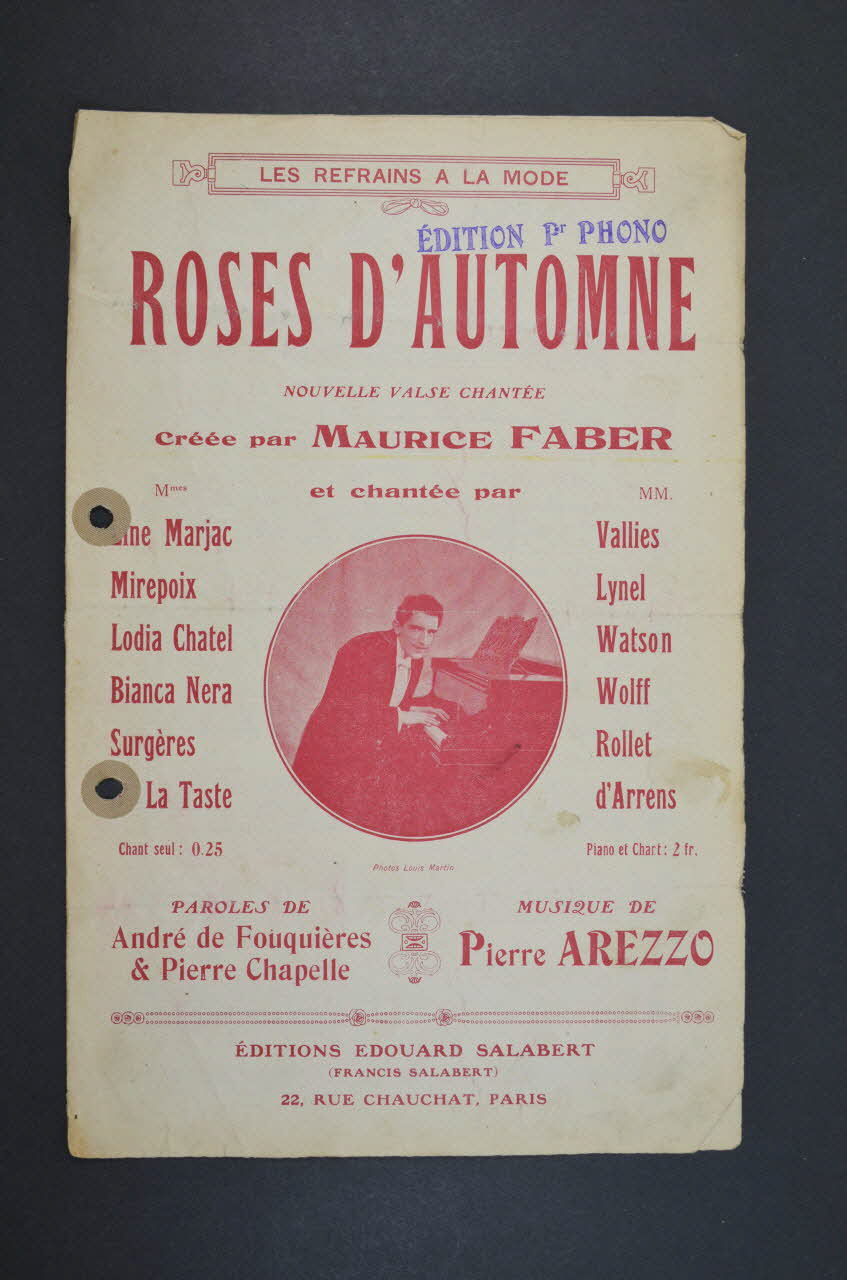 LES REFRAINS A LA MODE
ÉDITION Pr PHONO
ROSES D'AUTOMNE
NOUVELLE VALSE CHANTÉE
Créée par MAURICE FABER
Mmes et chantée par MM.
Marjac
Mirepoix
Lodia Chatel
Bianca Nera
Surgères
La Taste
Vallies
Lynel
Watson
Wolff
Rollet
d'Arrens
Chant seul : 0.25
Piano et Chart : 2 fr.
Photos Louis Martin
PAROLES DE
André de Fouquières
& Pierre Chapelle
MUSIQUE DE
Pierre AREZZO
ÉDITIONS EDOUARD SALABERT
(FRANCIS SALABERT)
22, RUE CHAUCHAT, PARIS